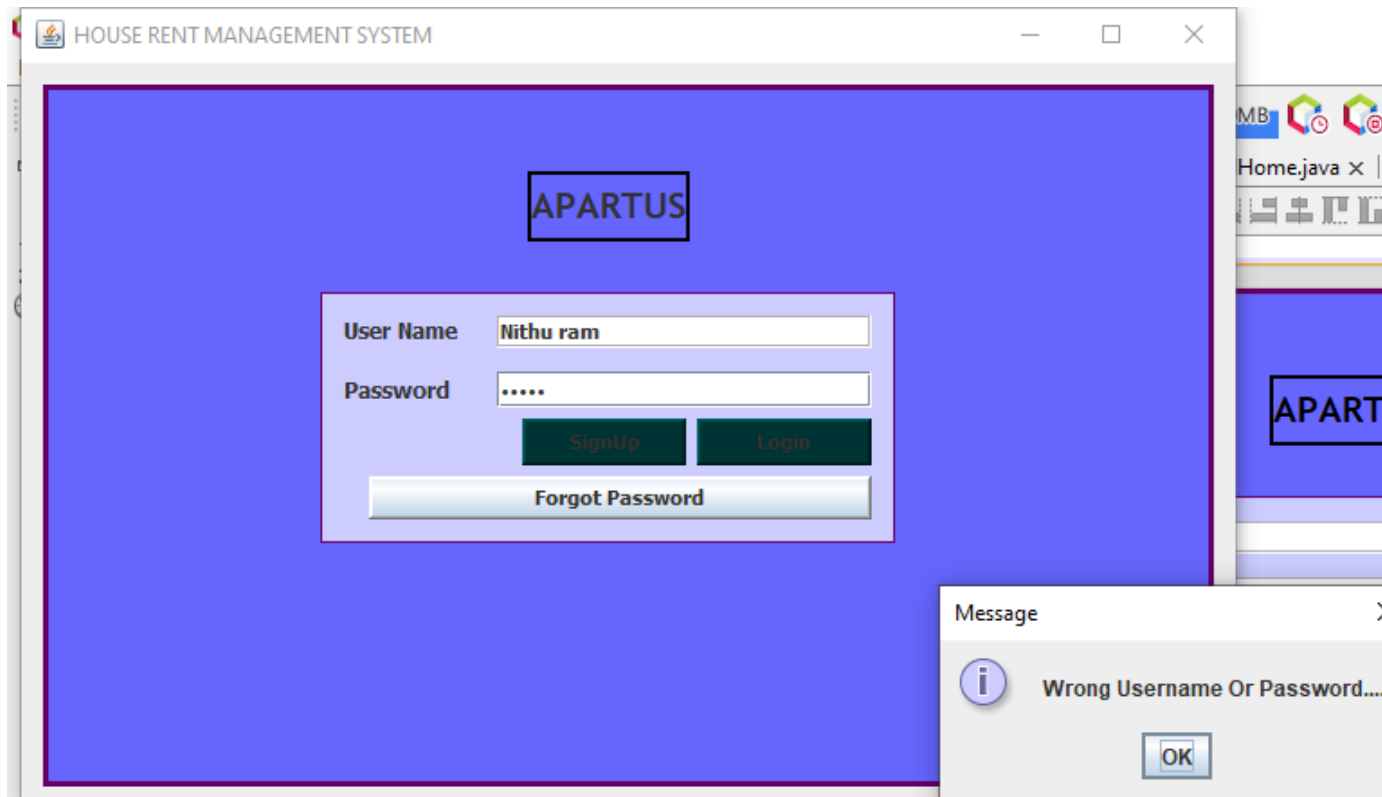 HOUSE RENT MANAGEMENT SYSTEM
MB
Home.java
APARTUS
User Name Nithu ram
Password •••••
SignUp Login
Forgot Password
APART
Message
Wrong Username Or Password....
OK